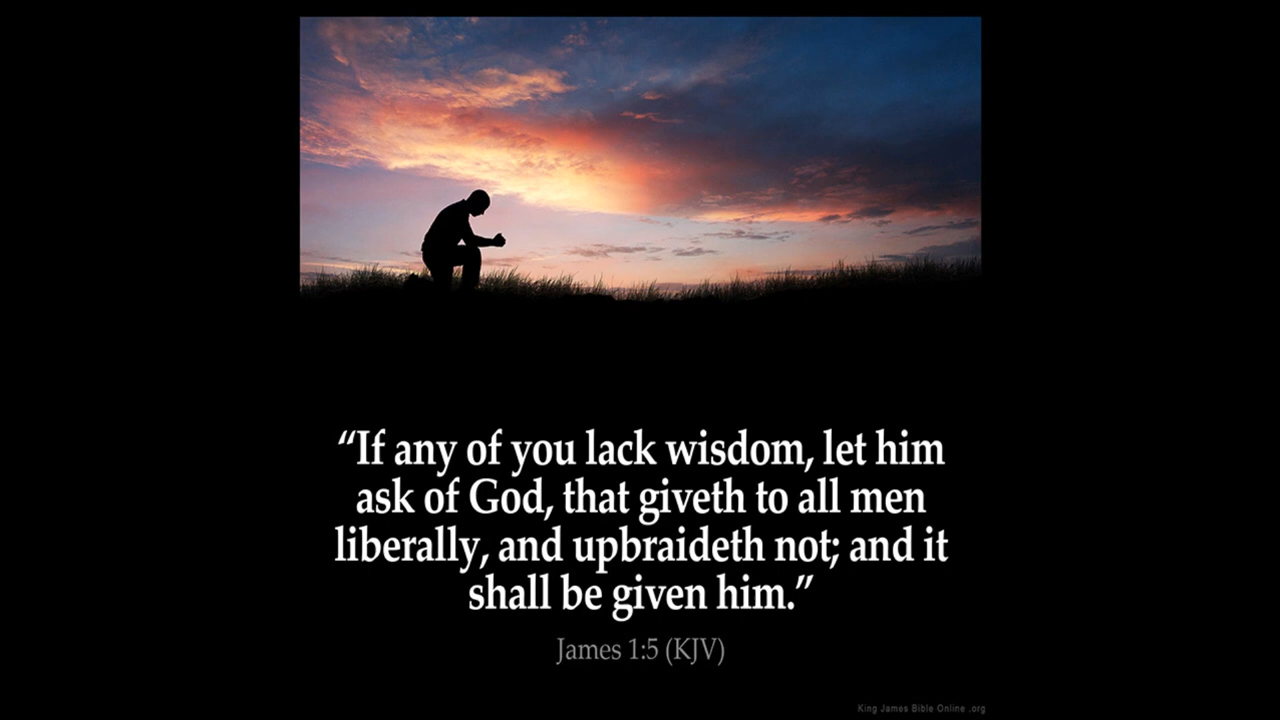 “If any of you lack wisdom, let him
ask of God, that giveth to all men
liberally, and upbraideth not; and it
shall be given him.”
James 1:5 (KJV)
King James Bible Online .org